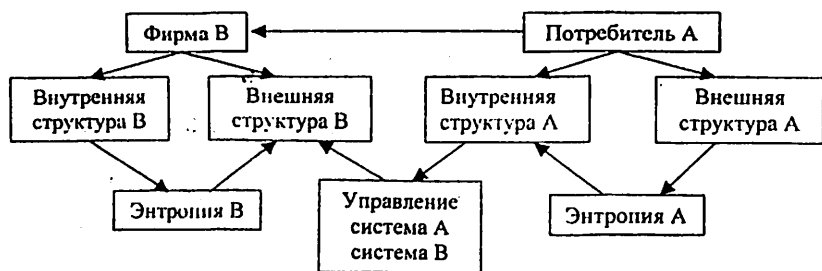 Фирма В
Потребитель А
Внутренняя
структура В
Внешняя
структура В
Внутренняя
структура А
Внешняя
структура А
Энтропия В
Управление
система А
система В
Энтропия А